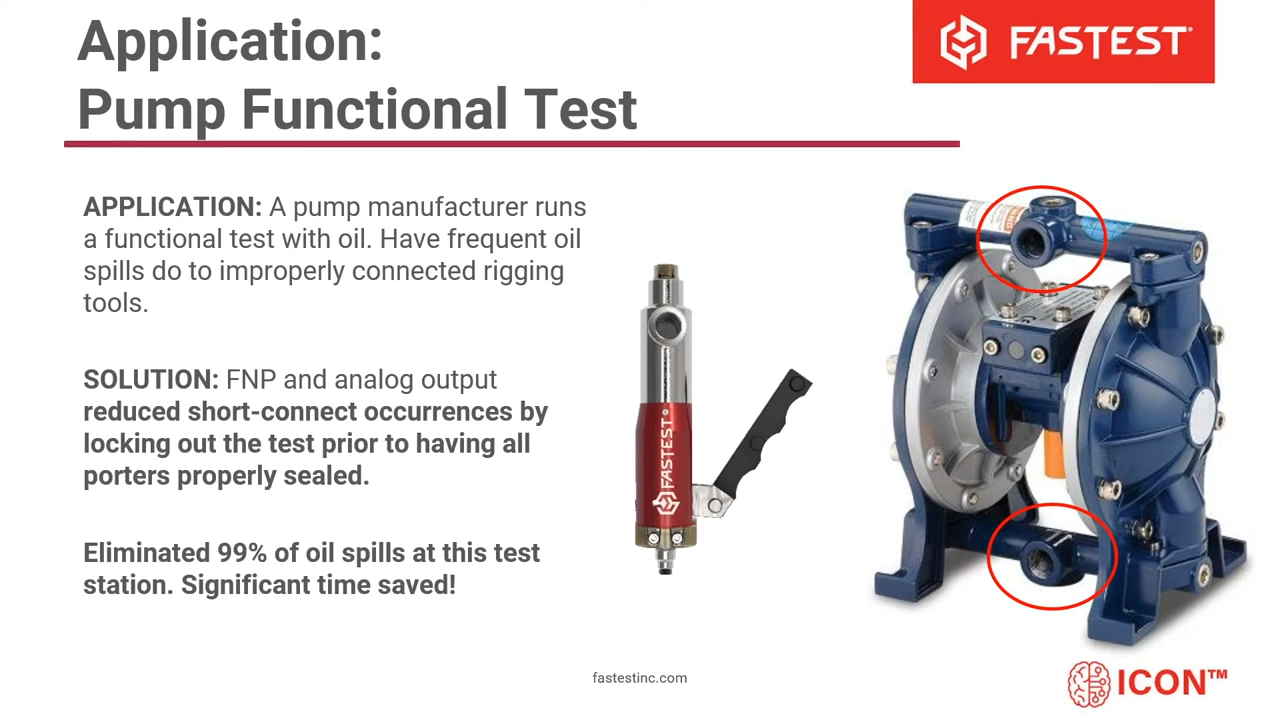 Application:
Pump Functional Test
FASTEST
APPLICATION: A pump manufacturer runs
a functional test with oil. Have frequent oil
spills do to improperly connected rigging
tools.
SOLUTION: FNP and analog output
reduced short-connect occurrences by
locking out the test prior to having all
porters properly sealed.
Eliminated 99% of oil spills at this test
station. Significant time saved!
FASTEST
fastestinc.com
ICON™